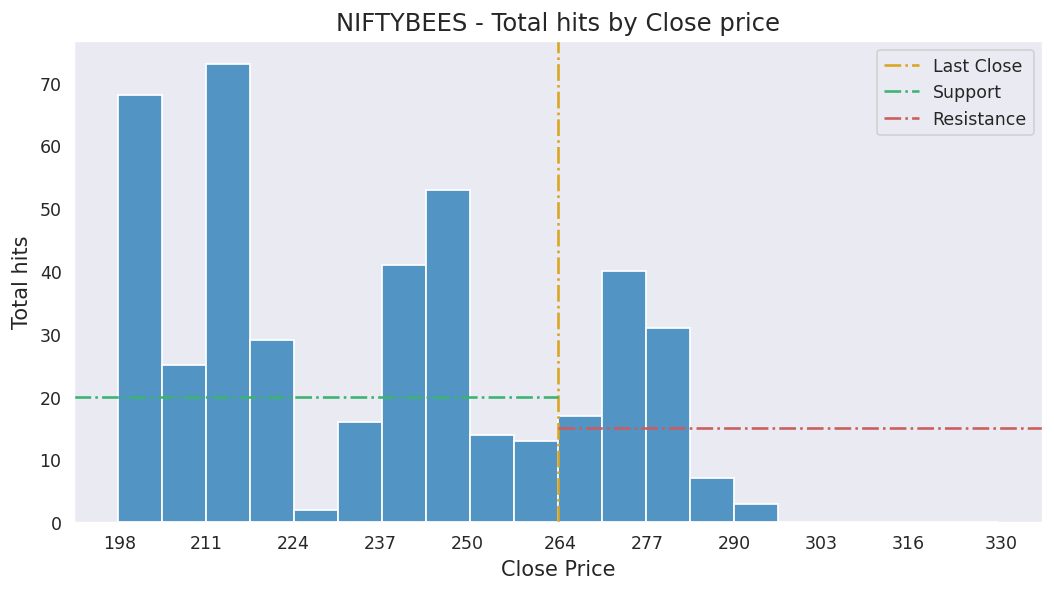 NIFTYBEES - Total hits by Close price
Last Close
Support
Resistance
Total hits
70
60
50
40
30
20
10
0
198 211 224 237 250 264 277 290 303 316 330
Close Price